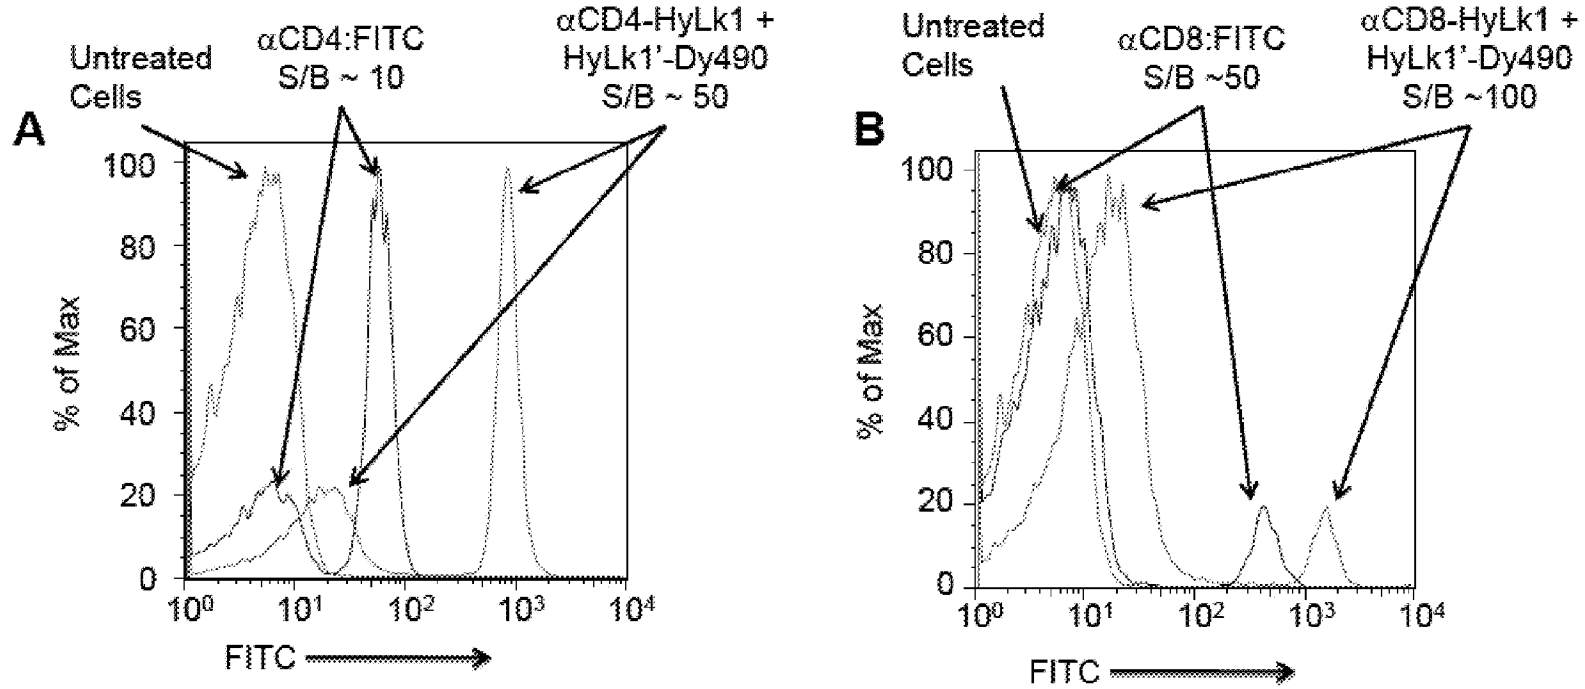 A
Untreated
Cells
αCD4:FITC
S/B ~ 10
αCD4-HyLk1 +
HyLk1'-Dy490
S/B ~ 50
% of Max
100
80
60
40
20
0
10⁰
10¹
10²
10³
10⁴
FITC
B
Untreated
Cells
αCD8:FITC
S/B ~50
αCD8-HyLk1 +
HyLk1'-Dy490
S/B ~100
% of Max
100
80
60
40
20
0
10⁰
10¹
10²
10³
10⁴
FITC